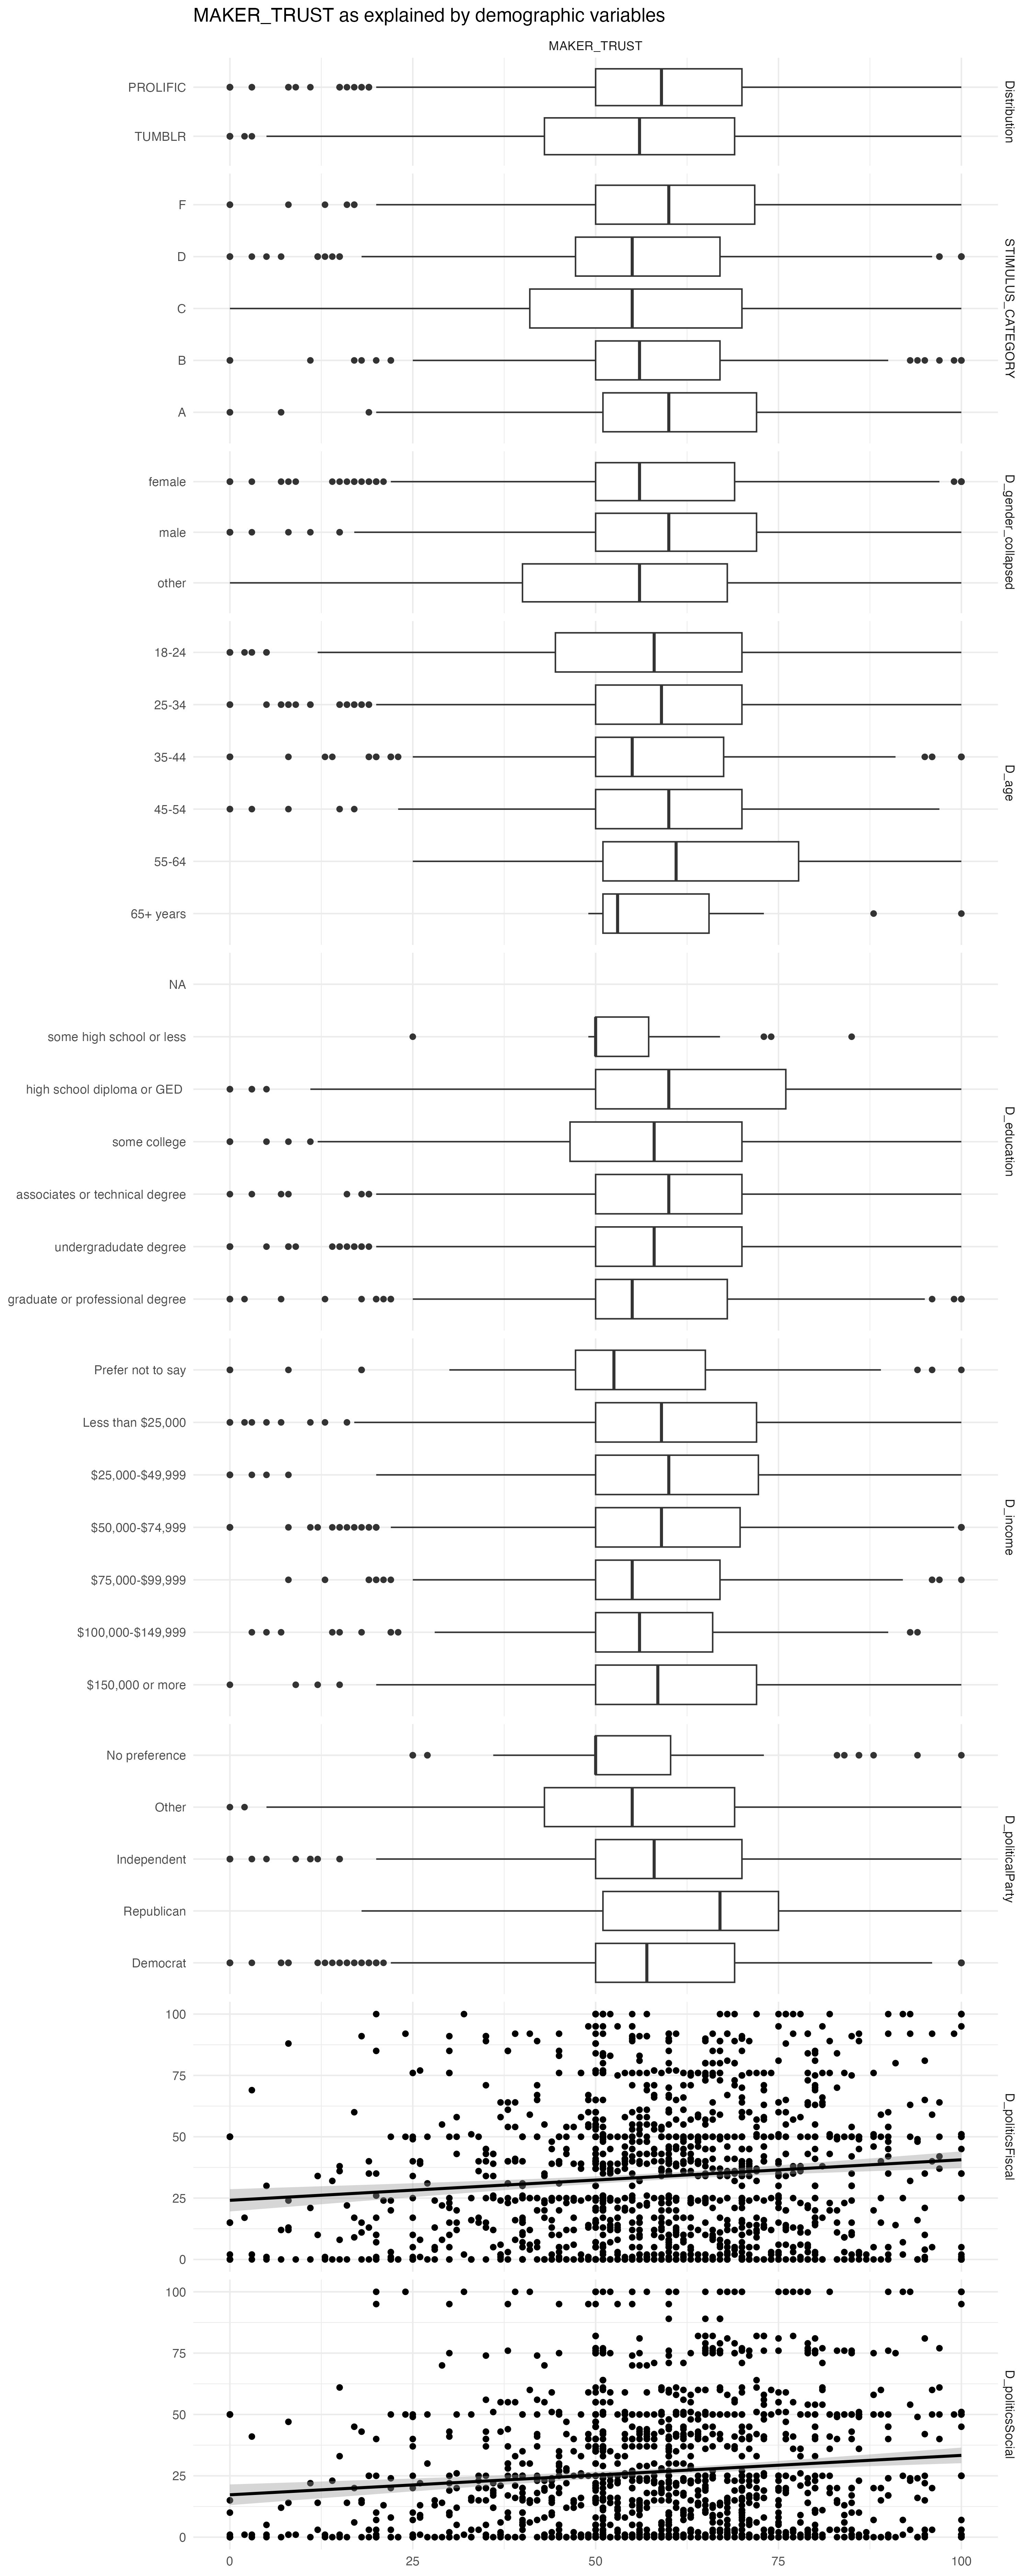 MAKER_TRUST as explained by demographic variables
MAKER_TRUST
PROLIFIC
TUMBLR
Distribution
F
D
C
B
A
STIMULUS_CATEGORY
female
male
other
D_gender_collapsed
18-24
25-34
35-44
45-54
55-64
65+ years
D_age
NA
some high school or less
high school diploma or GED
some college
associates or technical degree
undergradudate degree
graduate or professional degree
D_education
Prefer not to say
Less than $25,000
$25,000-$49,999
$50,000-$74,999
$75,000-$99,999
$100,000-$149,999
$150,000 or more
D_income
No preference
Other
Independent
Republican
Democrat
D_politicalParty
100
75
50
25
0
D_politicsFiscal
100
75
50
25
0
D_politicsSocial
0 25 50 75 100